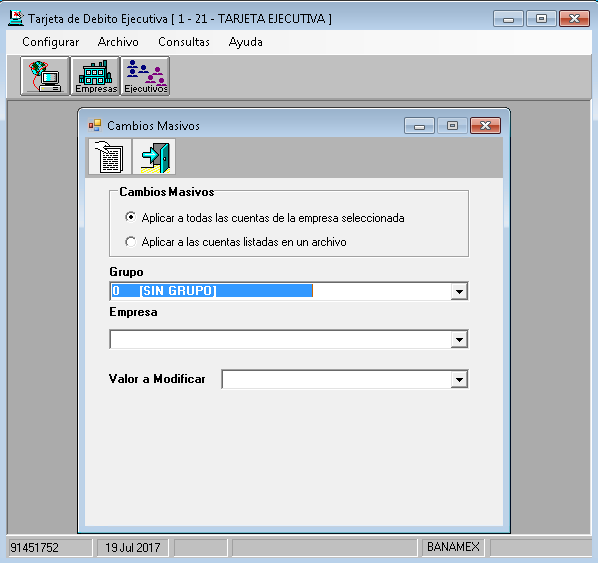 Tarjeta de Debito Ejecutiva [ 1 - 21 - TARJETA EJECUTIVA ]
Configurar Archivo Consultas Ayuda
Empresas Ejecutivos
Cambios Masivos
Cambios Masivos
Aplicar a todas las cuentas de la empresa seleccionada
Aplicar a las cuentas listadas en un archivo
Grupo
0 [SIN GRUPO]
Empresa
Valor a Modificar
91451752 19 Jul 2017 BANAMEX